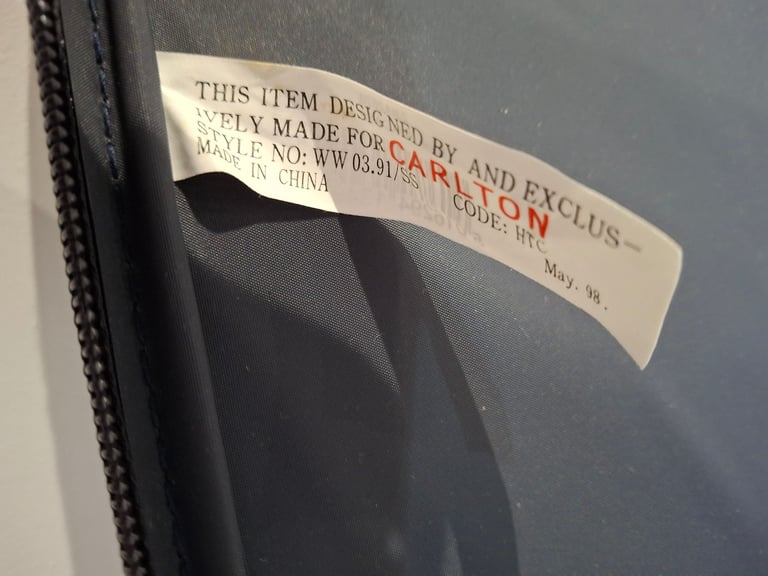 THIS ITEM DESIGNED BY AND EXCLUS-
IVELY MADE FOR CARLTON
STYLE NO: WW 03.91/SS CODE: HTC
MADE IN CHINA May. 98.